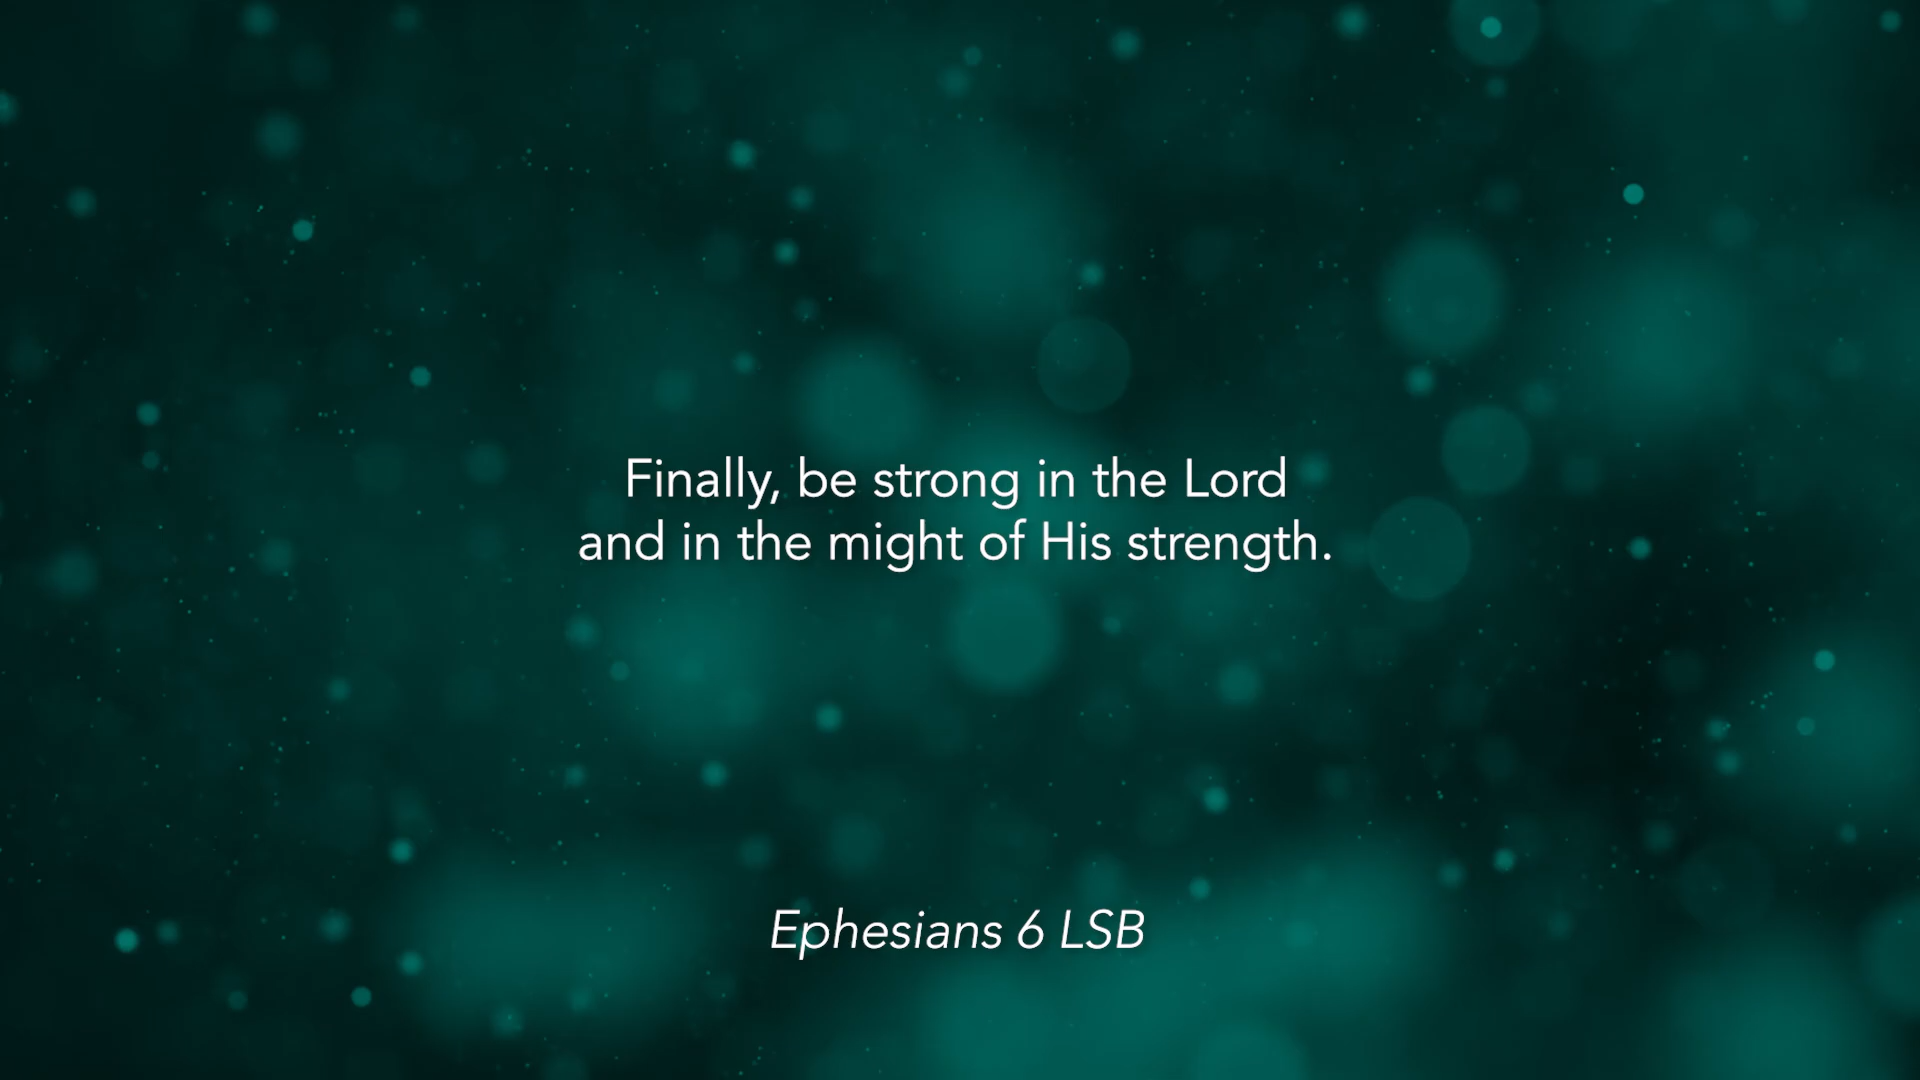 Finally, be strong in the Lord
and in the might of His strength.
Ephesians 6 LSB